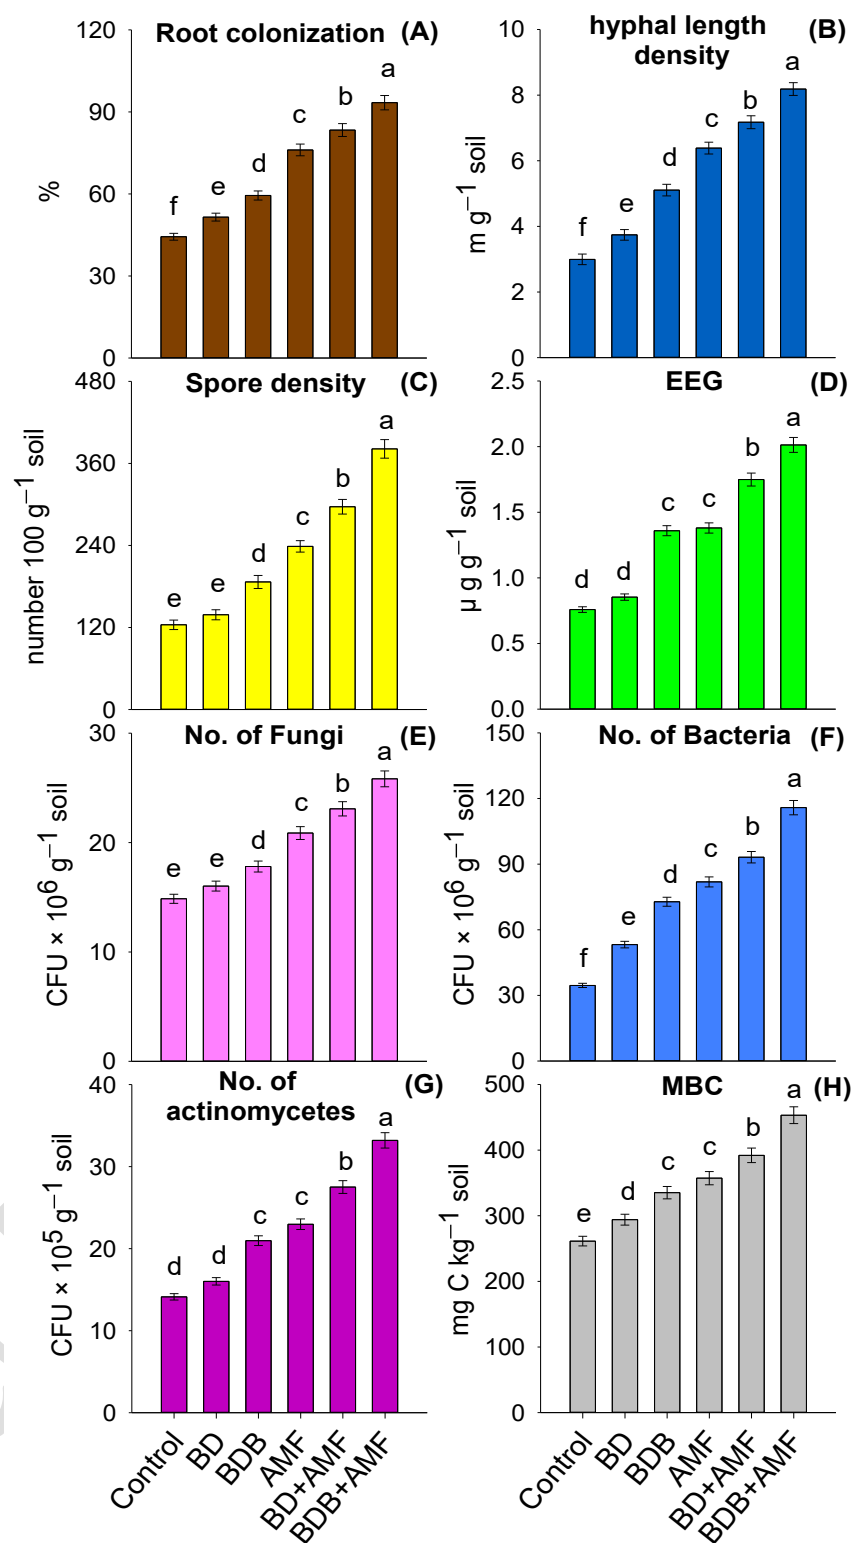 Root colonization (A)
120
90
60
30
0
%
f e d c b a
hyphal length
density
(B)
10
8
6
4
2
0
m g⁻¹ soil
f e d c b a
Spore density (C)
480
360
240
120
0
number 100 g⁻¹ soil
e e d c b a
EEG (D)
2.5
2.0
1.5
1.0
0.5
0.0
µ g g⁻¹ soil
d d c c b a
No. of Fungi (E)
30
20
10
0
CFU × 10⁶ g⁻¹ soil
e e d c b a
No. of Bacteria (F)
150
120
90
60
30
0
CFU × 10⁶ g⁻¹ soil
f e d c b a
No. of
actinomycetes
(G)
40
30
20
10
0
CFU × 10⁵ g⁻¹ soil
d d c c b a
MBC (H)
500
400
300
200
100
0
mg C kg⁻¹ soil
e d c c b a
Control
BD
BDB
AMF
BD+AMF
BDB+AMF
Control
BD
BDB
AMF
BD+AMF
BDB+AMF